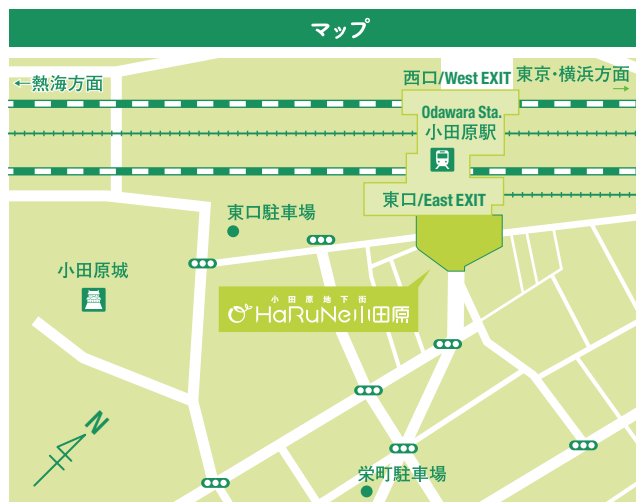 マップ
←熱海方面
西口/West EXIT
東京・横浜方面
→
Odawara Sta.
小田原駅
東口/East EXIT
東口駐車場
小田原城
小田原地下街
HaRuNe小田原
N
栄町駐車場